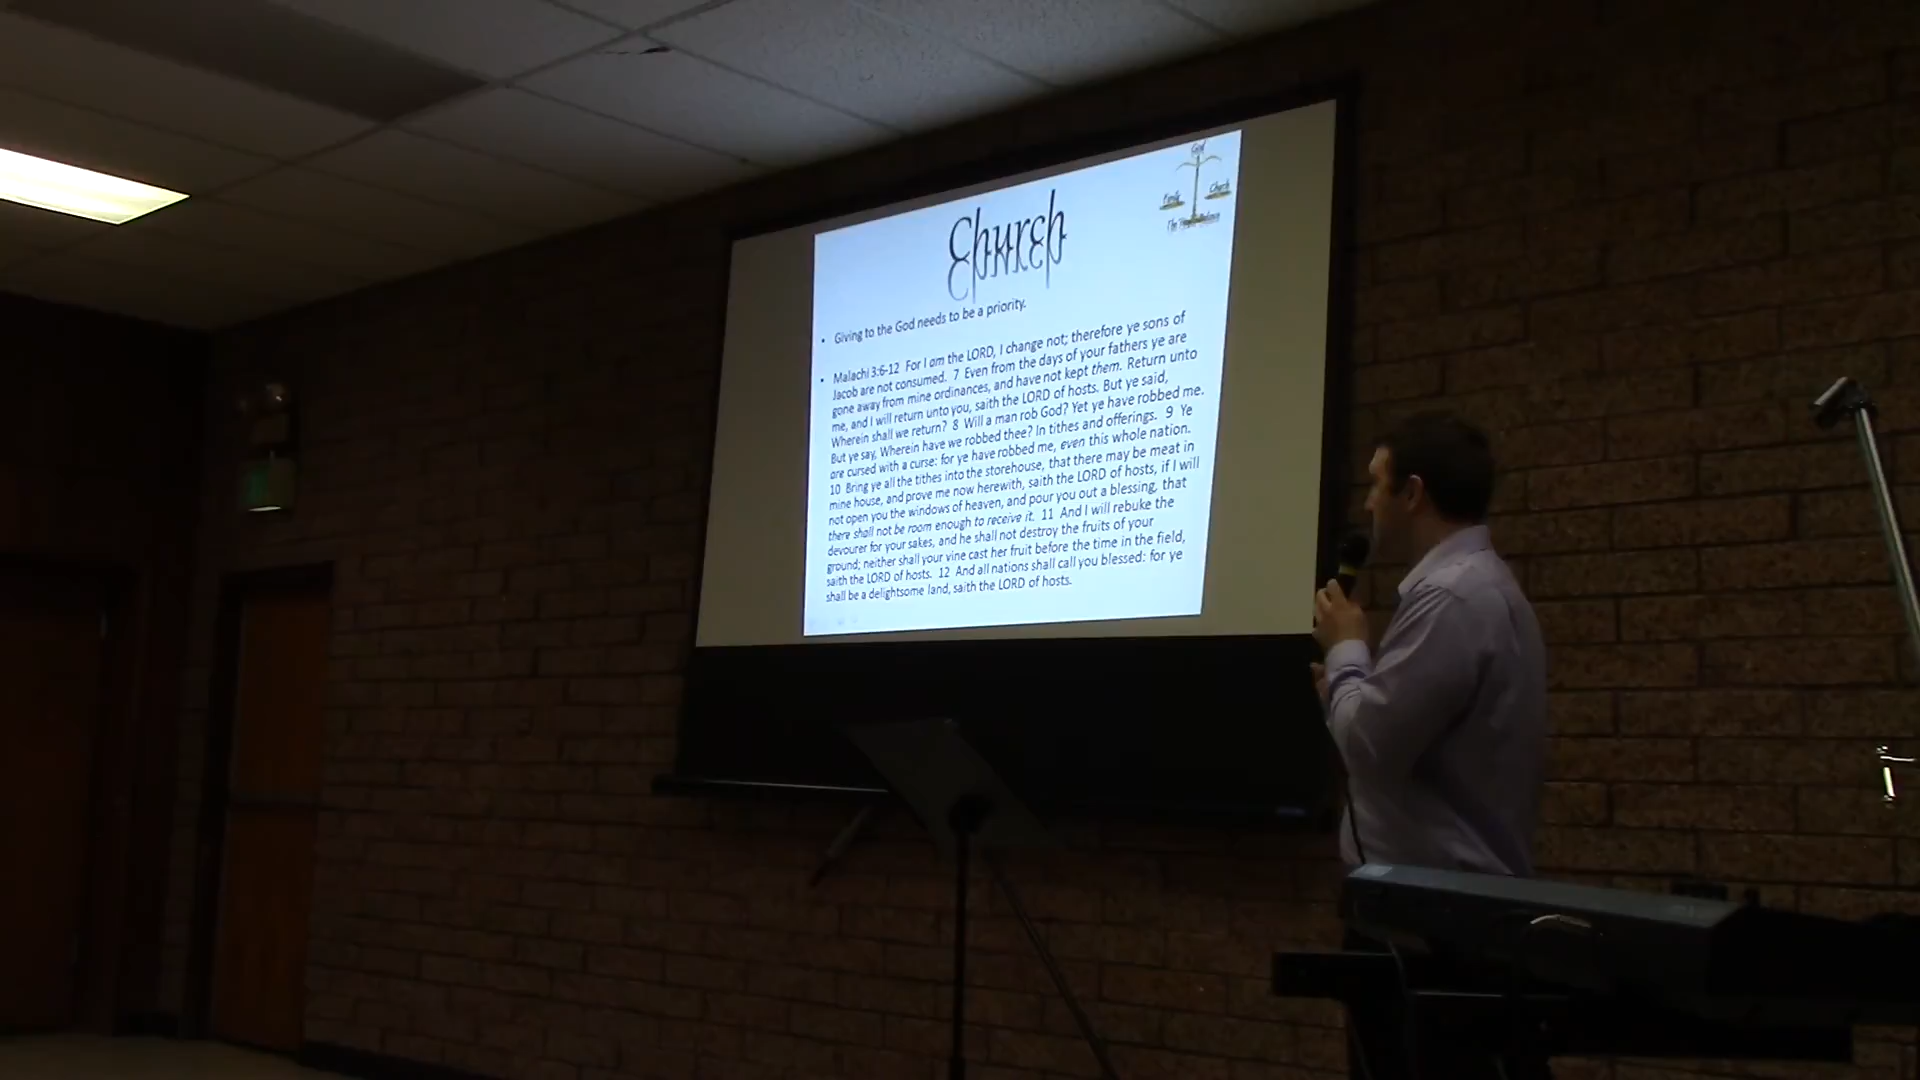 God
Family
Church
The
Church
• Giving to the God needs to be a priority.
• Malachi 3:6-12 For I am the LORD, I change not; therefore ye sons of
Jacob are not consumed. 7 Even from the days of your fathers ye are
gone away from mine ordinances, and have not kept them. Return unto
me, and I will return unto you, saith the LORD of hosts. But ye said,
Wherein shall we return? 8 Will a man rob God? Yet ye have robbed me.
But ye say, Wherein have we robbed thee? In tithes and offerings. 9 Ye
are cursed with a curse: for ye have robbed me, even this whole nation.
10 Bring ye all the tithes into the storehouse, that there may be meat in
mine house, and prove me now herewith, saith the LORD of hosts, if I will
not open you the windows of heaven, and pour you out a blessing, that
there shall not be room enough to receive it. 11 And I will rebuke the
devourer for your sakes, and he shall not destroy the fruits of your
ground; neither shall your vine cast her fruit before the time in the field,
saith the LORD of hosts. 12 And all nations shall call you blessed: for ye
shall be a delightsome land, saith the LORD of hosts.